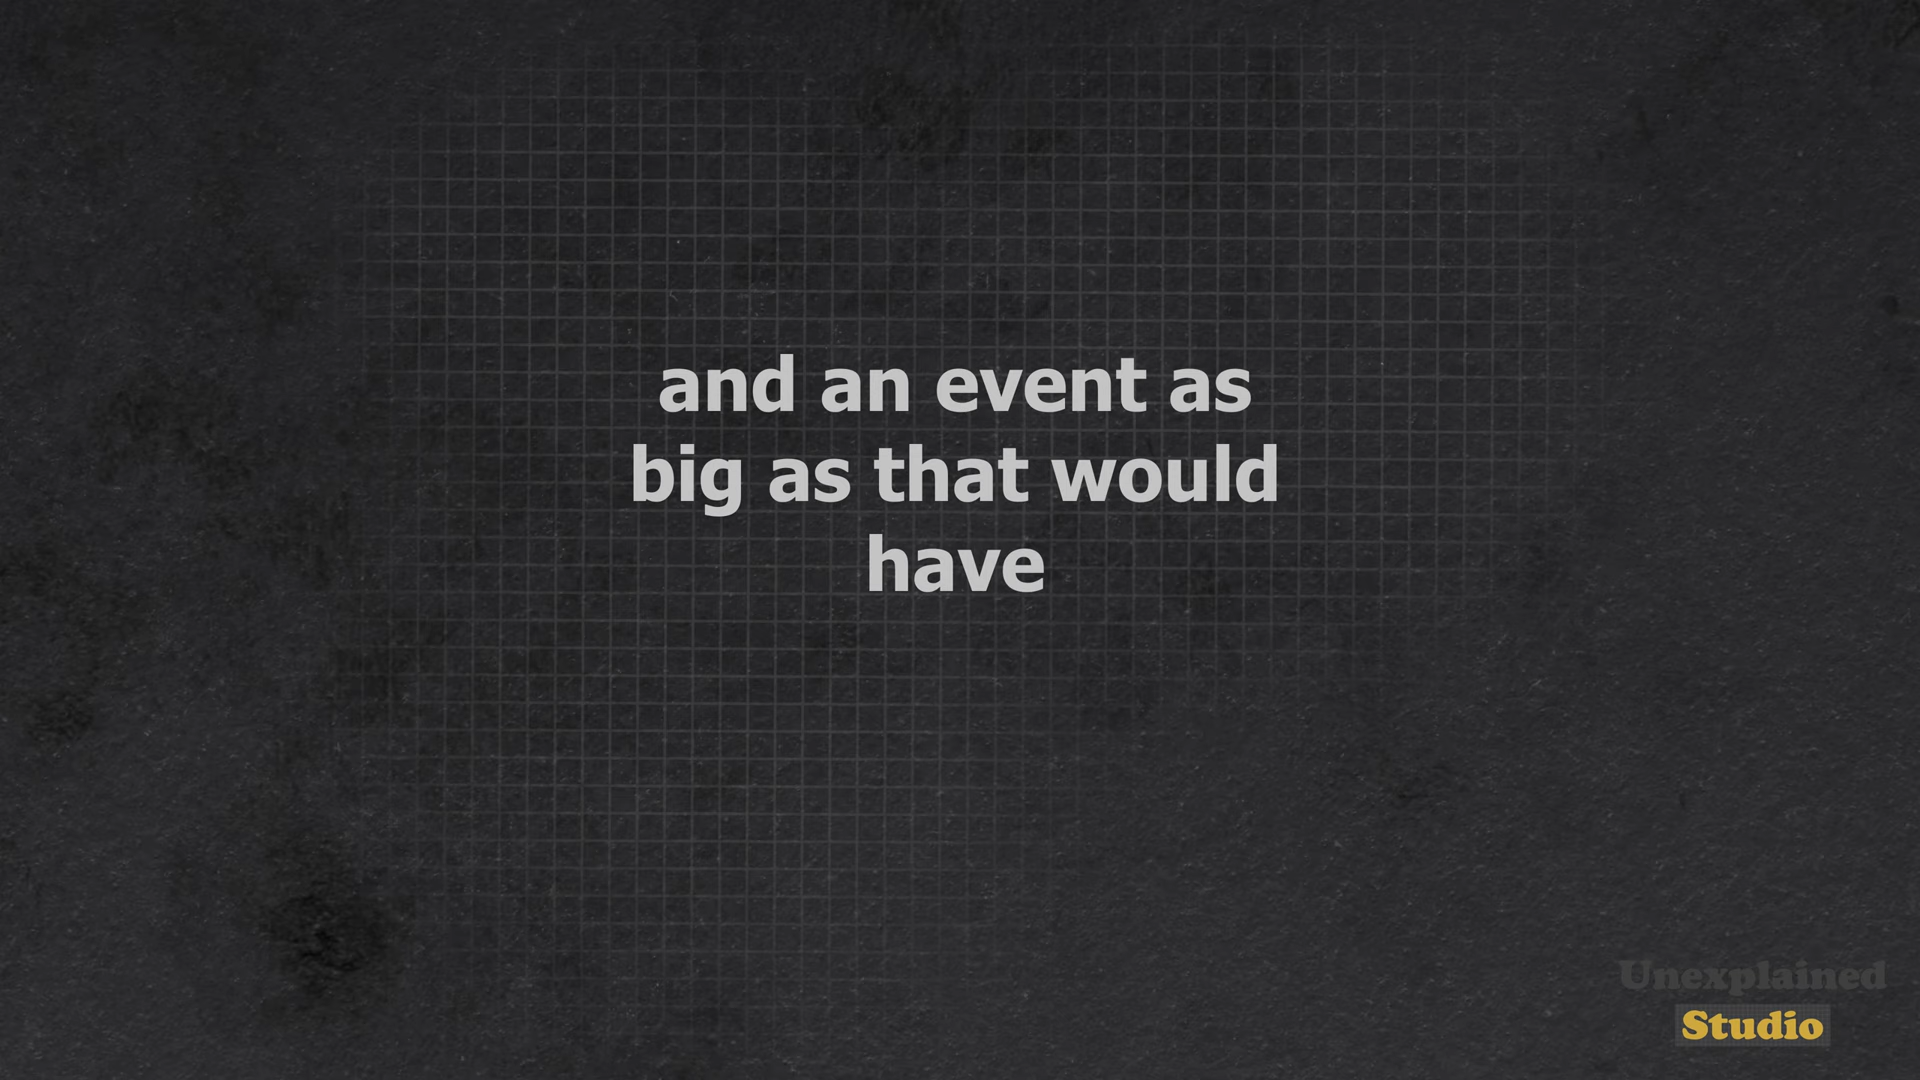 and an event as
big as that would
have
Unexplained
Studio